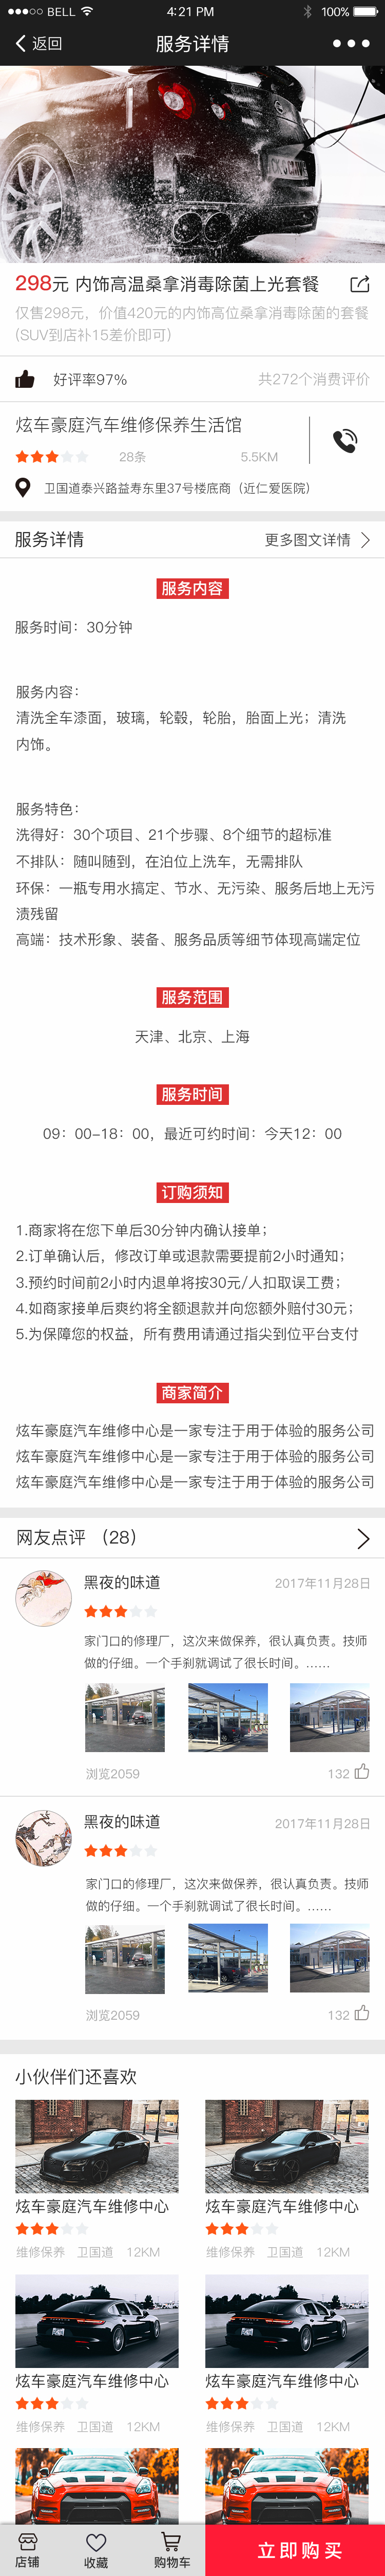 BELL 4:21 PM 100%
返回 服务详情
298元 内饰高温桑拿消毒除菌上光套餐
仅售298元，价值420元的内饰高位桑拿消毒除菌的套餐
(SUV到店补15差价即可)
好评率97% 共272个消费评价
炫车豪庭汽车维修保养生活馆
28条 5.5KM
卫国道泰兴路益寿东里37号楼底商（近仁爱医院）
服务详情 更多图文详情
服务内容
服务时间：30分钟
服务内容：
清洗全车漆面，玻璃，轮毂，轮胎，胎面上光；清洗
内饰。
服务特色：
洗得好：30个项目、21个步骤、8个细节的超标准
不排队：随叫随到，在泊位上洗车，无需排队
环保：一瓶专用水搞定、节水、无污染、服务后地上无污
渍残留
高端：技术形象、装备、服务品质等细节体现高端定位
服务范围
天津、北京、上海
服务时间
09：00-18：00，最近可约时间：今天12：00
订购须知
1.商家将在您下单后30分钟内确认接单；
2.订单确认后，修改订单或退款需要提前2小时通知；
3.预约时间前2小时内退单将按30元/人扣取误工费；
4.如商家接单后爽约将全额退款并向您额外赔付30元；
5.为保障您的权益，所有费用请通过指尖到位平台支付
商家简介
炫车豪庭汽车维修中心是一家专注于用于体验的服务公司
炫车豪庭汽车维修中心是一家专注于用于体验的服务公司
炫车豪庭汽车维修中心是一家专注于用于体验的服务公司
网友点评 （28）
黑夜的味道 2017年11月28日
家门口的修理厂，这次来做保养，很认真负责。技师
做的仔细。一个手刹就调试了很长时间。......
浏览2059 132
黑夜的味道 2017年11月28日
家门口的修理厂，这次来做保养，很认真负责。技师
做的仔细。一个手刹就调试了很长时间。......
浏览2059 132
小伙伴们还喜欢
炫车豪庭汽车维修中心 炫车豪庭汽车维修中心
维修保养 卫国道 12KM 维修保养 卫国道 12KM
炫车豪庭汽车维修中心 炫车豪庭汽车维修中心
维修保养 卫国道 12KM 维修保养 卫国道 12KM
店铺 收藏 购物车 立即购买